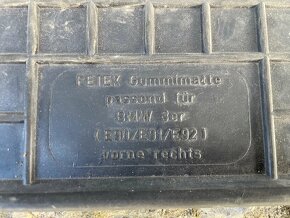 PETEX Gummimatte
passend für
BMW 3er
(E90/E91/E92)
vorne rechts